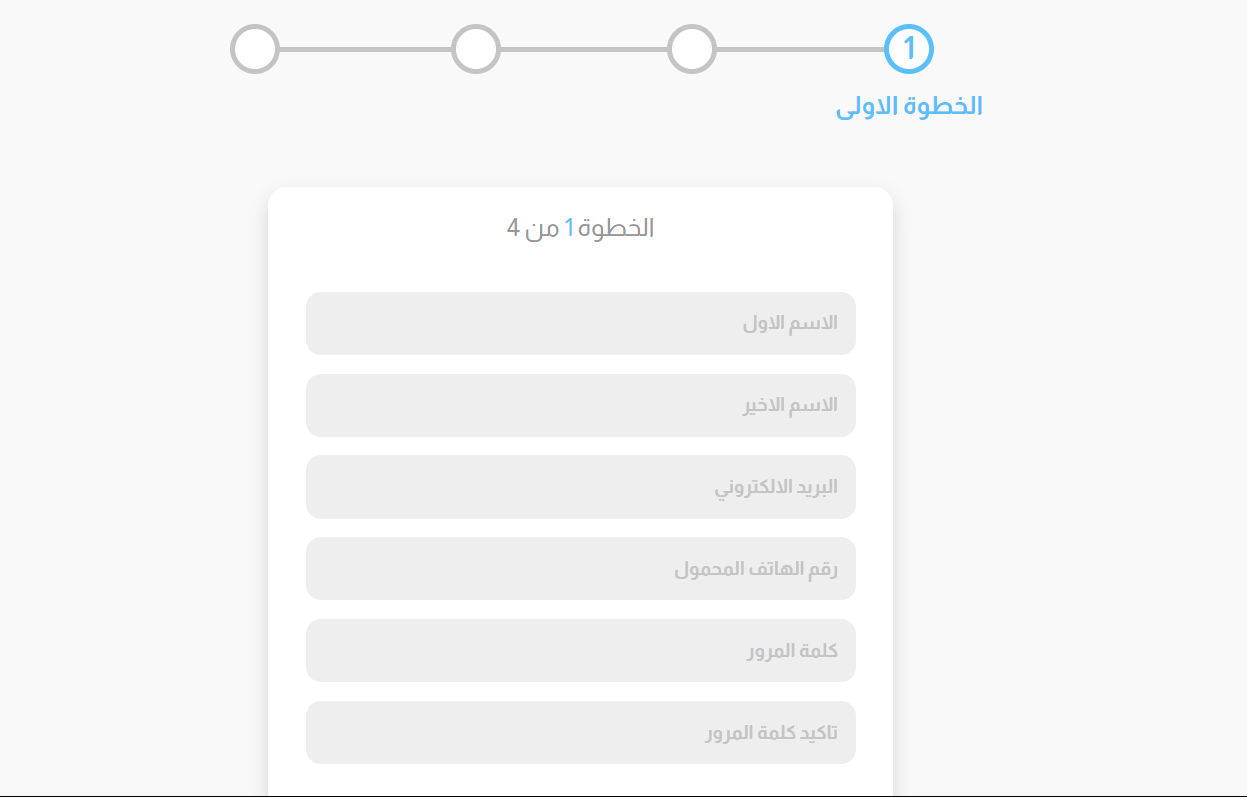 1
الخطوة الاولى
الخطوة 1 من 4
الاسم الاول
الاسم الاخير
البريد الالكتروني
رقم الهاتف المحمول
كلمة المرور
تاكيد كلمة المرور